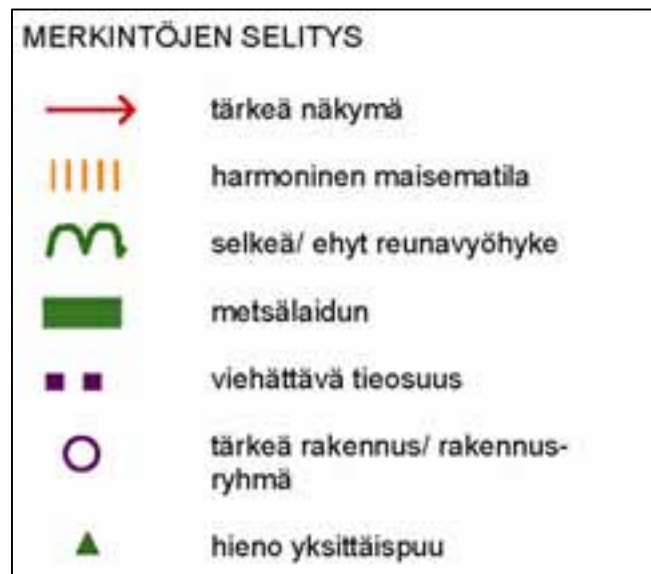 MERKINTÖJEN SELITYS
tärkeä näkymä
harmoninen maisematila
selkeä/ ehyt reunavyöhyke
metsälaidun
viehättävä tieosuus
tärkeä rakennus/ rakennus-
ryhmä
hieno yksittäispuu